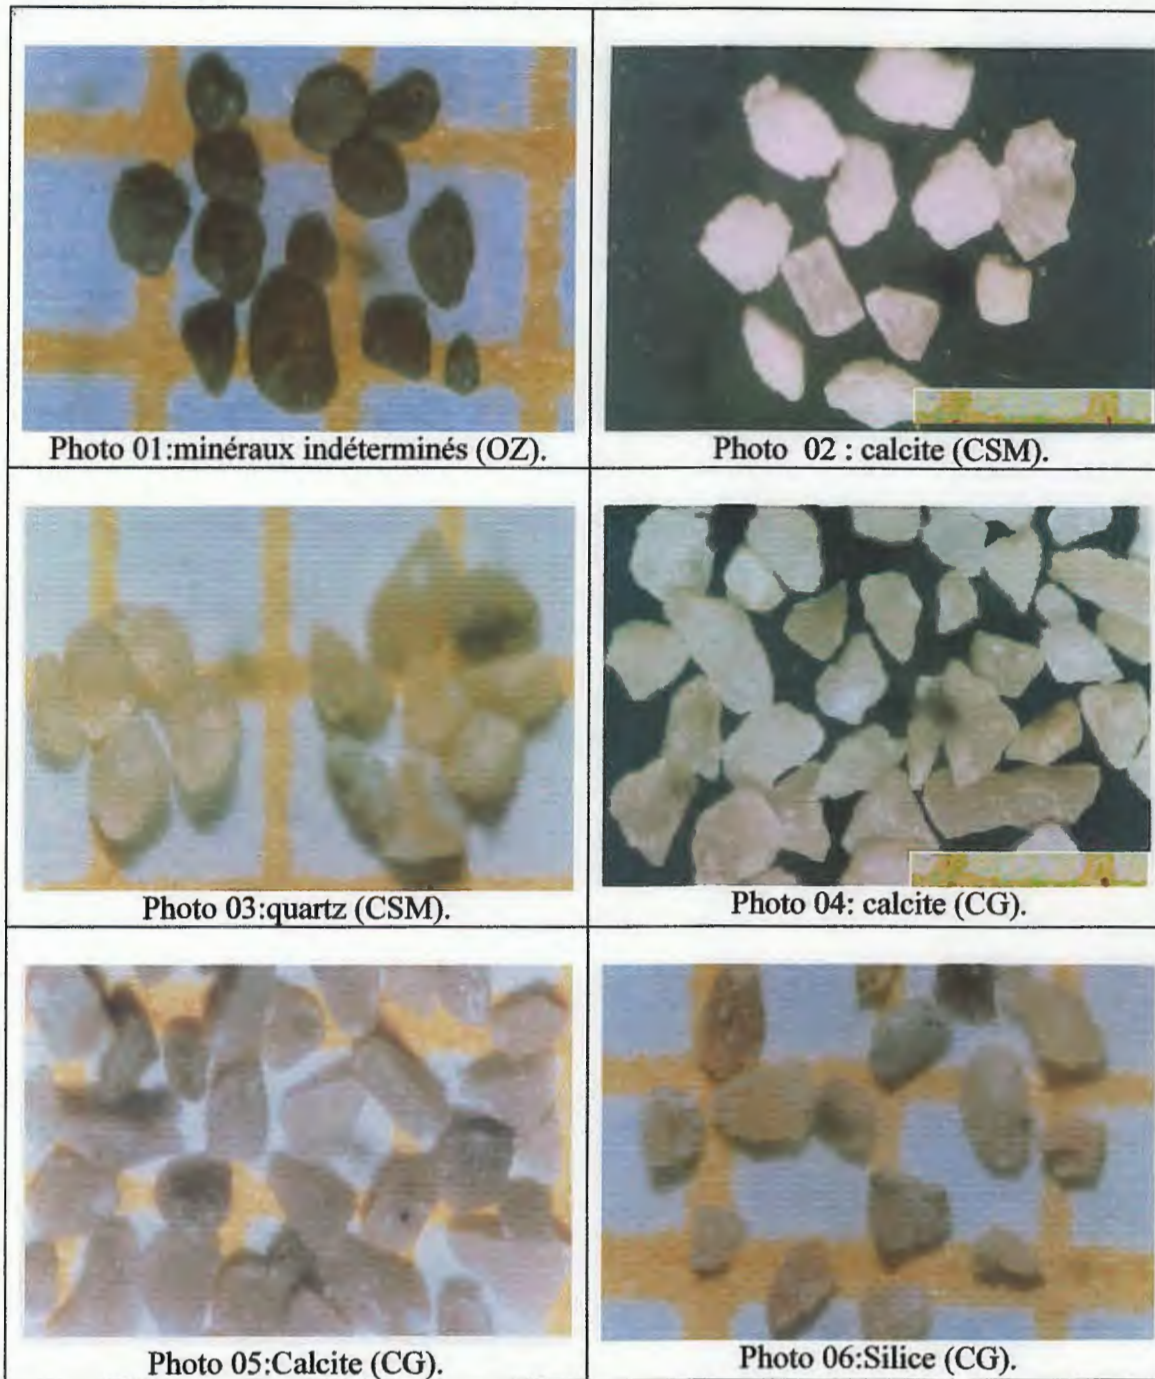 Photo 01:minéraux indéterminés (OZ).
Photo 02 : calcite (CSM).
Photo 03:quartz (CSM).
Photo 04: calcite (CG).
Photo 05:Calcite (CG).
Photo 06:Silice (CG).